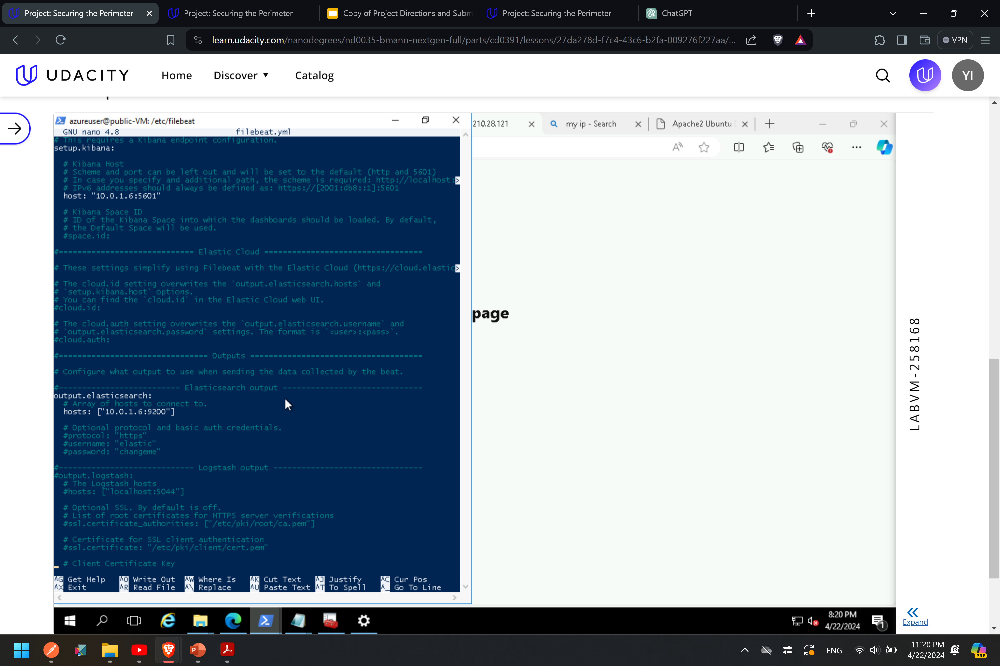 Project: Securing the Perimeter
Project: Securing the Perimeter
Copy of Project Directions and Subm
Project: Securing the Perimeter
ChatGPT
learn.udacity.com/nanodegrees/nd0035-bmann-nextgen-full/parts/cd0391/lessons/27da278d-f7c4-43c6-b2fa-009276f227aa/...
VPN
UDACITY
Home
Discover
Catalog
YI
azureuser@public-VM: /etc/filebeat
210.28.121
my ip - Search
Apache2 Ubuntu
GNU nano 4.8 filebeat.yml
# This requires a Kibana endpoint configuration.
setup.kibana:
# Kibana Host
# Scheme and port can be left out and will be set to the default (http and 5601)
# In case you specify and additional path, the scheme is required: http://localhost:>
# IPv6 addresses should always be defined as: https://[2001:db8::1]:5601
host: "10.0.1.6:5601"
# Kibana Space ID
# ID of the Kibana Space into which the dashboards should be loaded. By default,
# the Default Space will be used.
#space.id:
#============================= Elastic Cloud ==================================
# These settings simplify using Filebeat with the Elastic Cloud (https://cloud.elastic>
# The cloud.id setting overwrites the `output.elasticsearch.hosts` and
# `setup.kibana.host` options.
# You can find the `cloud.id` in the Elastic Cloud web UI.
#cloud.id:
# The cloud.auth setting overwrites the `output.elasticsearch.username` and
# `output.elasticsearch.password` settings. The format is `<user>:<pass>`.
#cloud.auth:
#================================ Outputs =====================================
# Configure what output to use when sending the data collected by the beat.
#-------------------------- Elasticsearch output ------------------------------
output.elasticsearch:
# Array of hosts to connect to.
hosts: ["10.0.1.6:9200"]
# Optional protocol and basic auth credentials.
#protocol: "https"
#username: "elastic"
#password: "changeme"
#----------------------------- Logstash output --------------------------------
#output.logstash:
# The Logstash hosts
#hosts: ["localhost:5044"]
# Optional SSL. By default is off.
# List of root certificates for HTTPS server verifications
#ssl.certificate_authorities: ["/etc/pki/root/ca.pem"]
# Certificate for SSL client authentication
#ssl.certificate: "/etc/pki/client/cert.pem"
# Client Certificate Key
^G Get Help ^O Write Out ^W Where Is ^K Cut Text ^J Justify ^C Cur Pos
^X Exit ^R Read File ^\ Replace ^U Paste Text ^T To Spell ^_ Go To Line
page
LABVM-258168
Expand
8:20 PM
4/22/2024
1
ENG
11:20 PM
4/22/2024
PRE